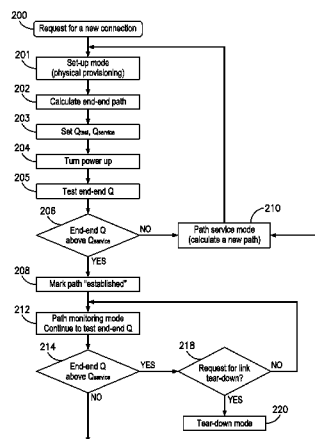 200
Request for a new connection
201
Set-up mode
(physical provisioning)
202
Calculate end-end path
203
Set Qtest, Qservice
204
Turn power up
205
Test end-end Q
206
End-end Q
above Qservice
NO
210
Path service mode
(calculate a new path)
YES
208
Mark path "established"
212
Path monitoring mode
Continue to test end-end Q
214
End-end Q
above Qservice
YES
218
Request for link
tear-down?
NO
YES
NO
220
Tear-down mode